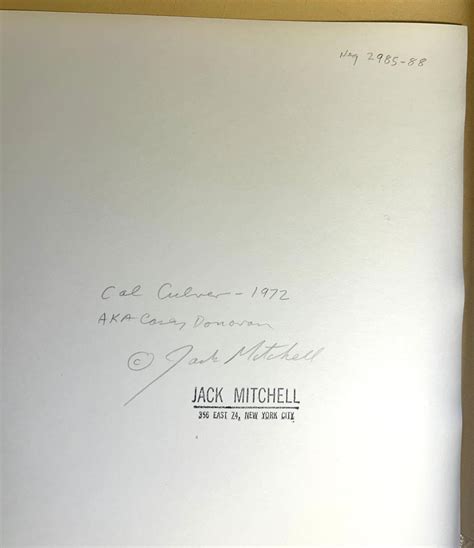 Neg 2985-88
Cal Culver - 1972
AKA Casey Donovan
© Jack Mitchell
JACK MITCHELL
356 EAST 74, NEW YORK CITY